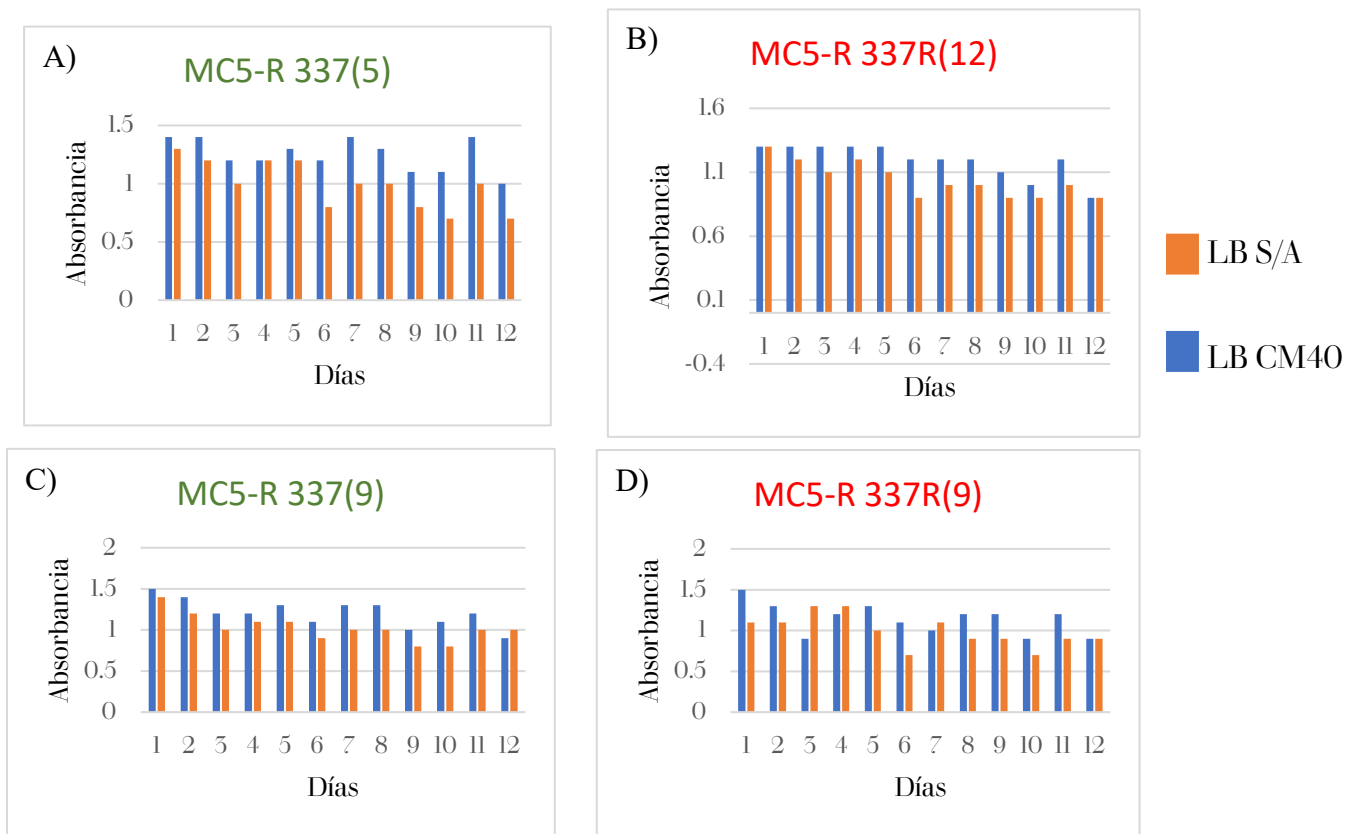 A)
MC5-R 337(5)
Absorbancia
1.5
1
0.5
0
1 2 3 4 5 6 7 8 9 10 11 12
Días
B)
MC5-R 337R(12)
Absorbancia
1.6
1.1
0.6
0.1
-0.4
1 2 3 4 5 6 7 8 9 10 11 12
Días
LB S/A
LB CM40
C)
MC5-R 337(9)
Absorbancia
2
1.5
1
0.5
0
1 2 3 4 5 6 7 8 9 10 11 12
Días
D)
MC5-R 337R(9)
Absorbancia
2
1.5
1
0.5
0
1 2 3 4 5 6 7 8 9 10 11 12
Días